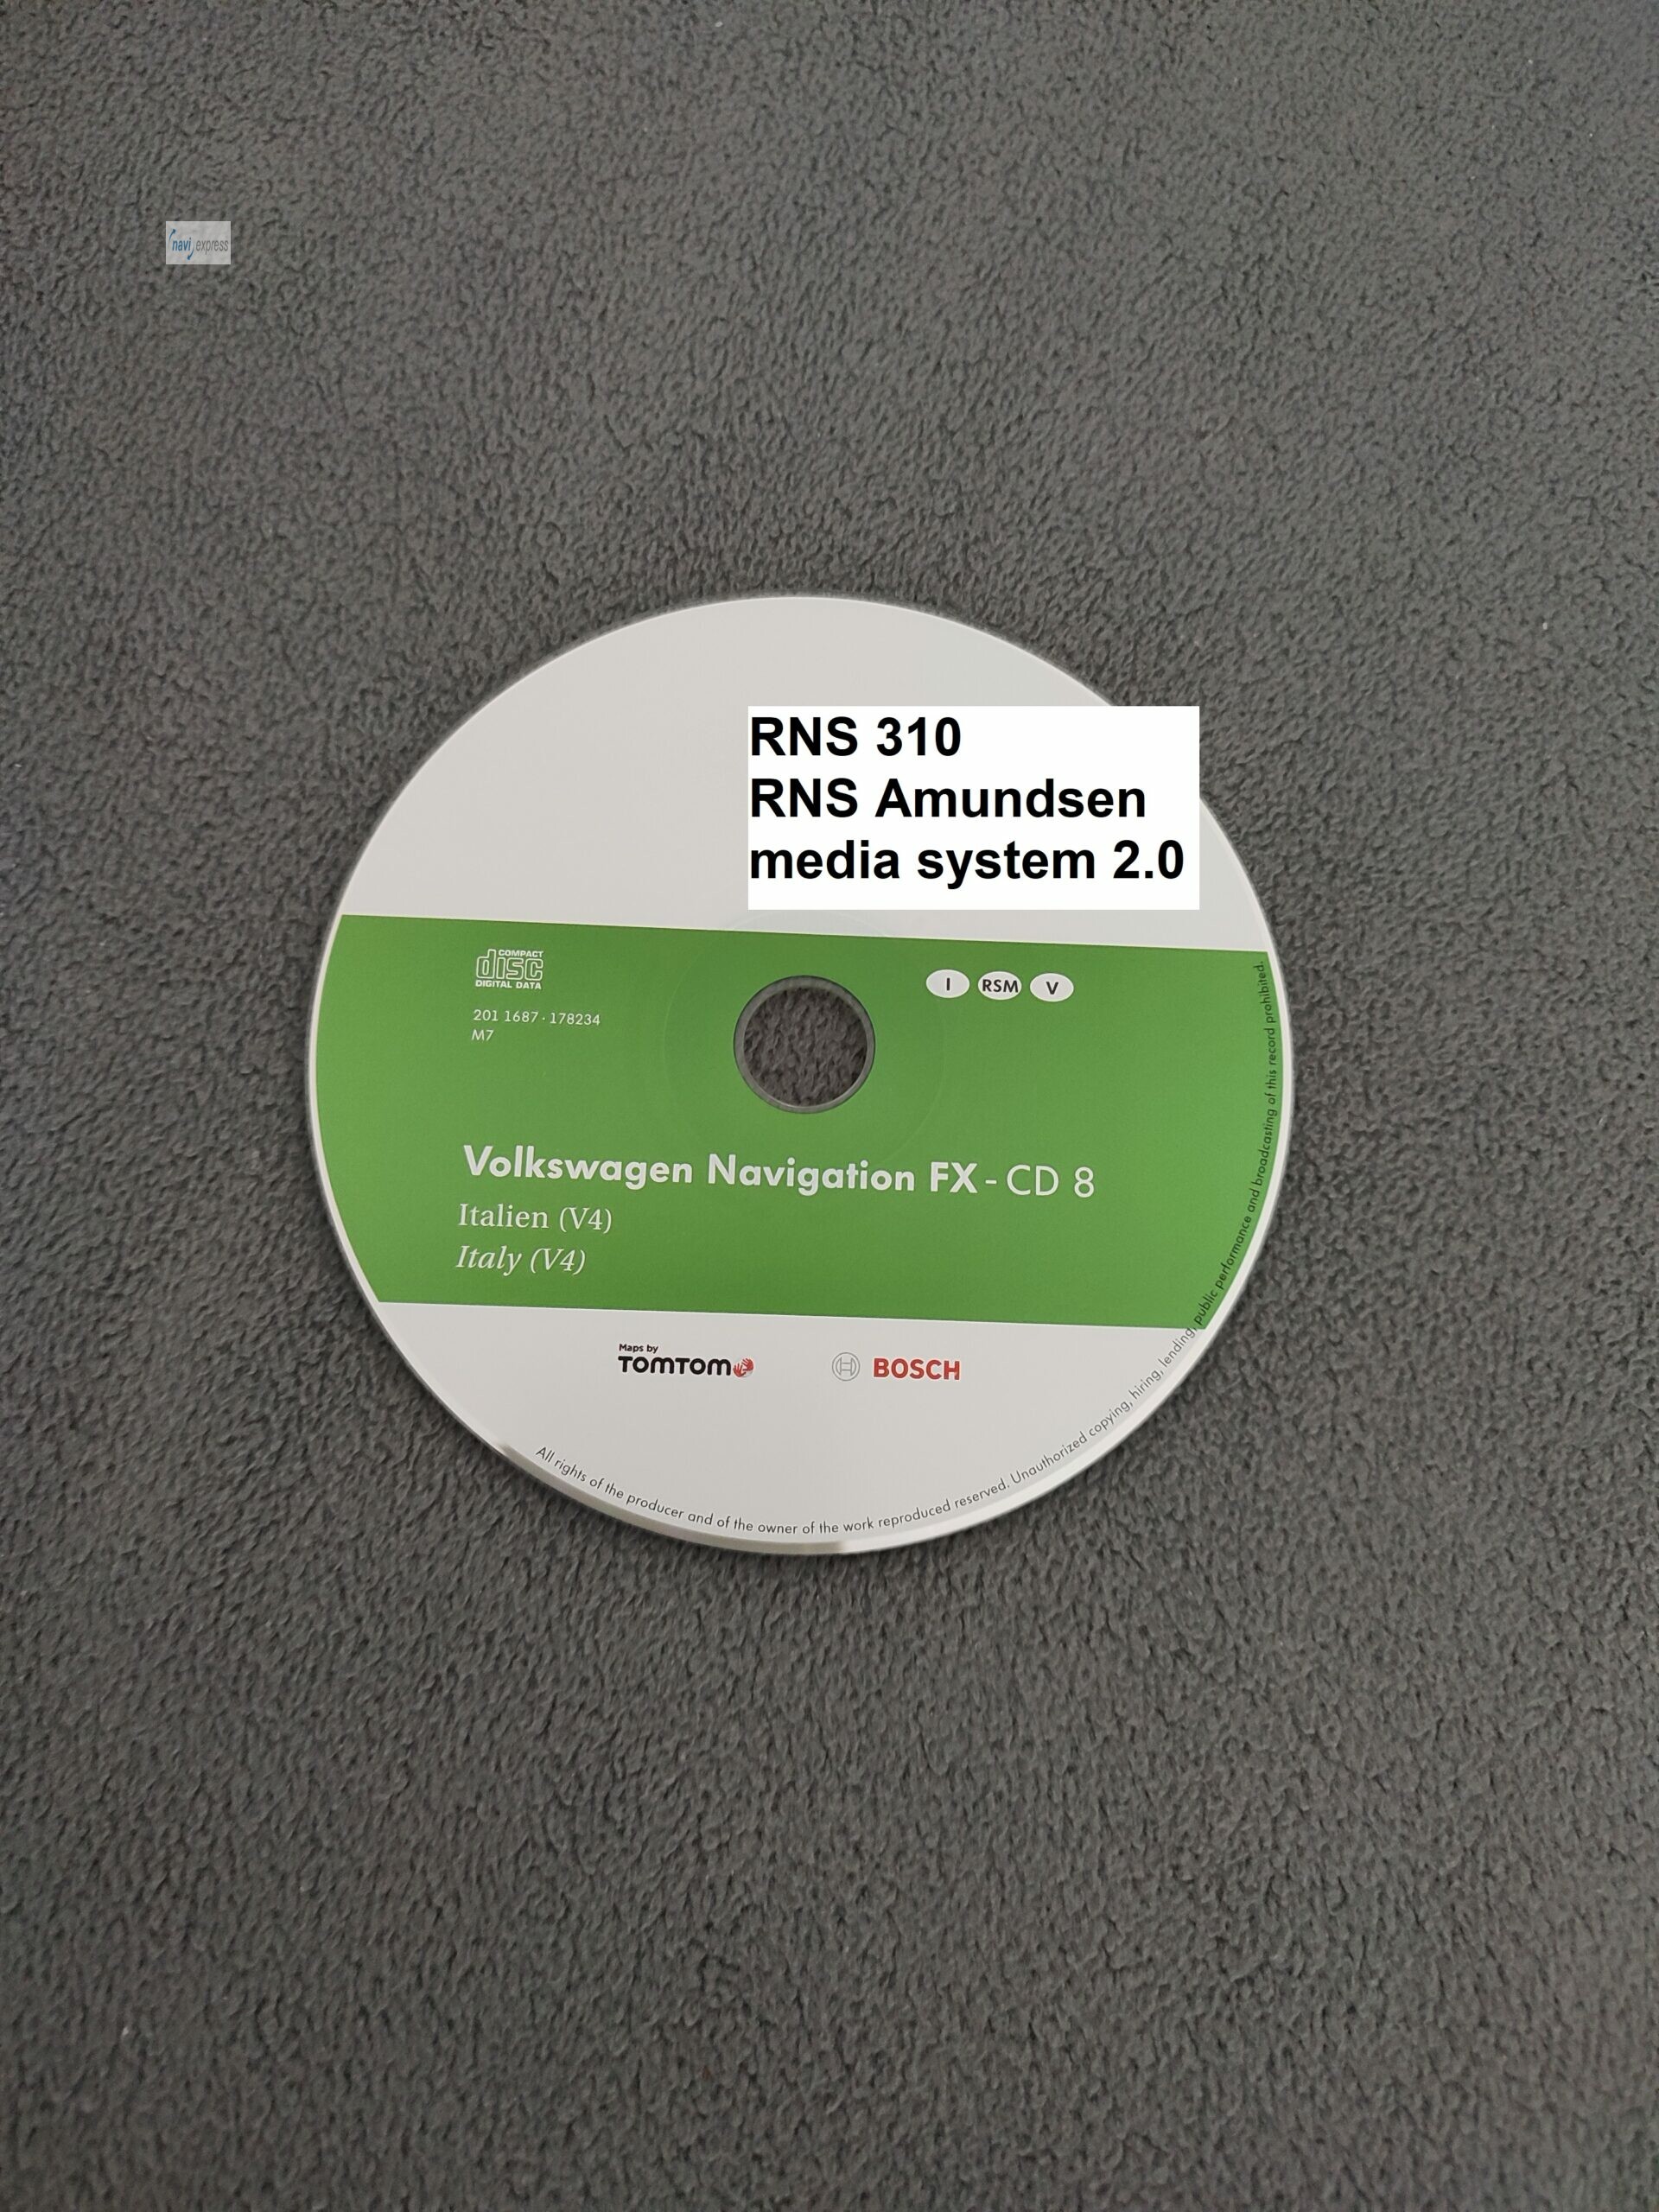 navi express
RNS 310
RNS Amundsen
media system 2.0
COMPACT
disc
DIGITAL DATA
I RSM V
201 1687 · 178234
M7
Volkswagen Navigation FX - CD 8
Italien (V4)
Italy (V4)
Maps by
TOMTOM
BOSCH
All rights of the producer and of the owner of the work reproduced reserved. Unauthorized copying, hiring, lending, public performance and broadcasting of this record prohibited.